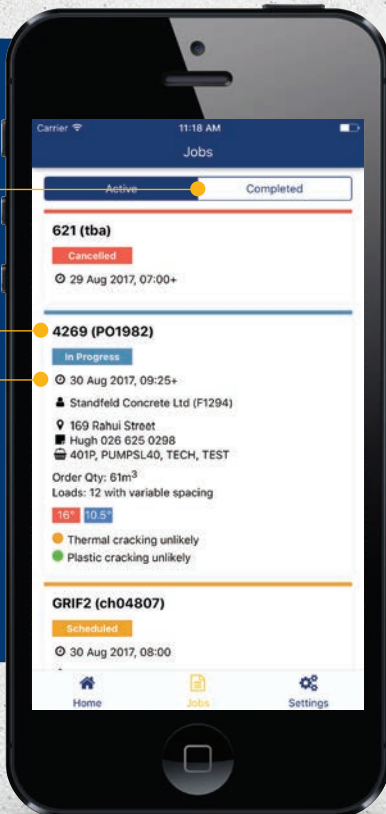 Carrier
11:18 AM
Jobs
Active
Completed
621 (tba)
Cancelled
29 Aug 2017, 07:00+
4269 (PO1982)
In Progress
30 Aug 2017, 09:25+
Standfeld Concrete Ltd (F1294)
169 Rahui Street
Hugh 026 625 0298
401P, PUMPSL40, TECH, TEST
Order Qty: 61m³
Loads: 12 with variable spacing
16° 10.5°
Thermal cracking unlikely
Plastic cracking unlikely
GRIF2 (ch04807)
Scheduled
30 Aug 2017, 08:00
Home
Jobs
Settings